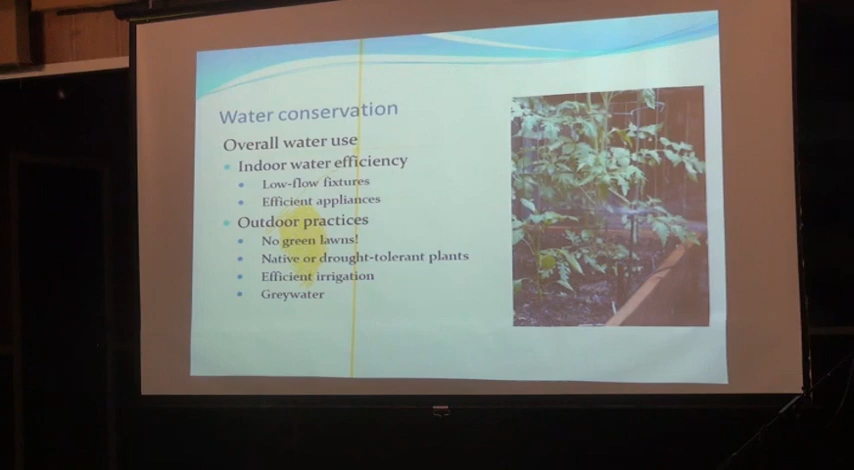 Water conservation
Overall water use
Indoor water efficiency
Low-flow fixtures
Efficient appliances
Outdoor practices
No green lawns!
Native or drought-tolerant plants
Efficient irrigation
Greywater